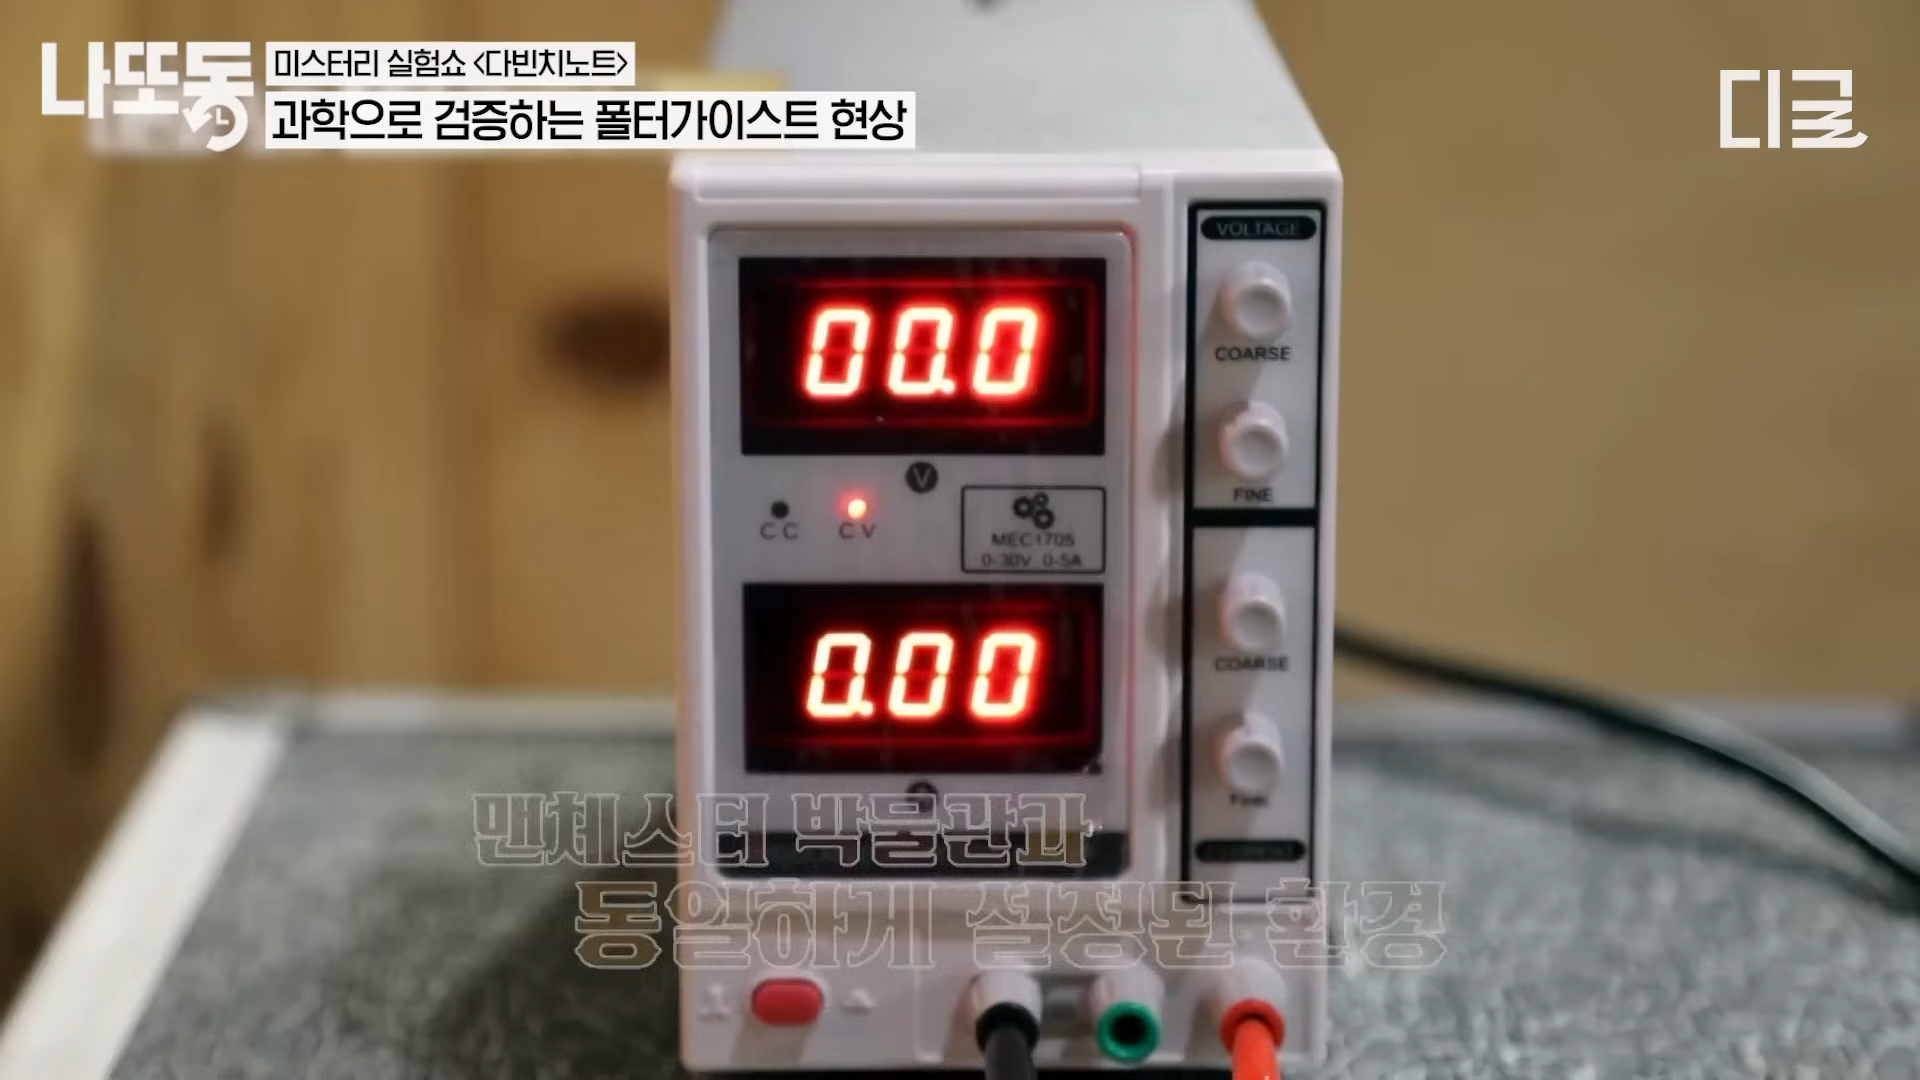 나또동
미스터리 실험쇼 <다빈치노트>
과학으로 검증하는 폴터가이스트 현상
디글
VOLTAGE
00.0
COARSE
V
FINE
C C
C V
MEC1705
0-30V 0-5A
0.00
COARSE
FINE
A
맨체스터 박물관과
동일하게 설정된 환경
CURRENT